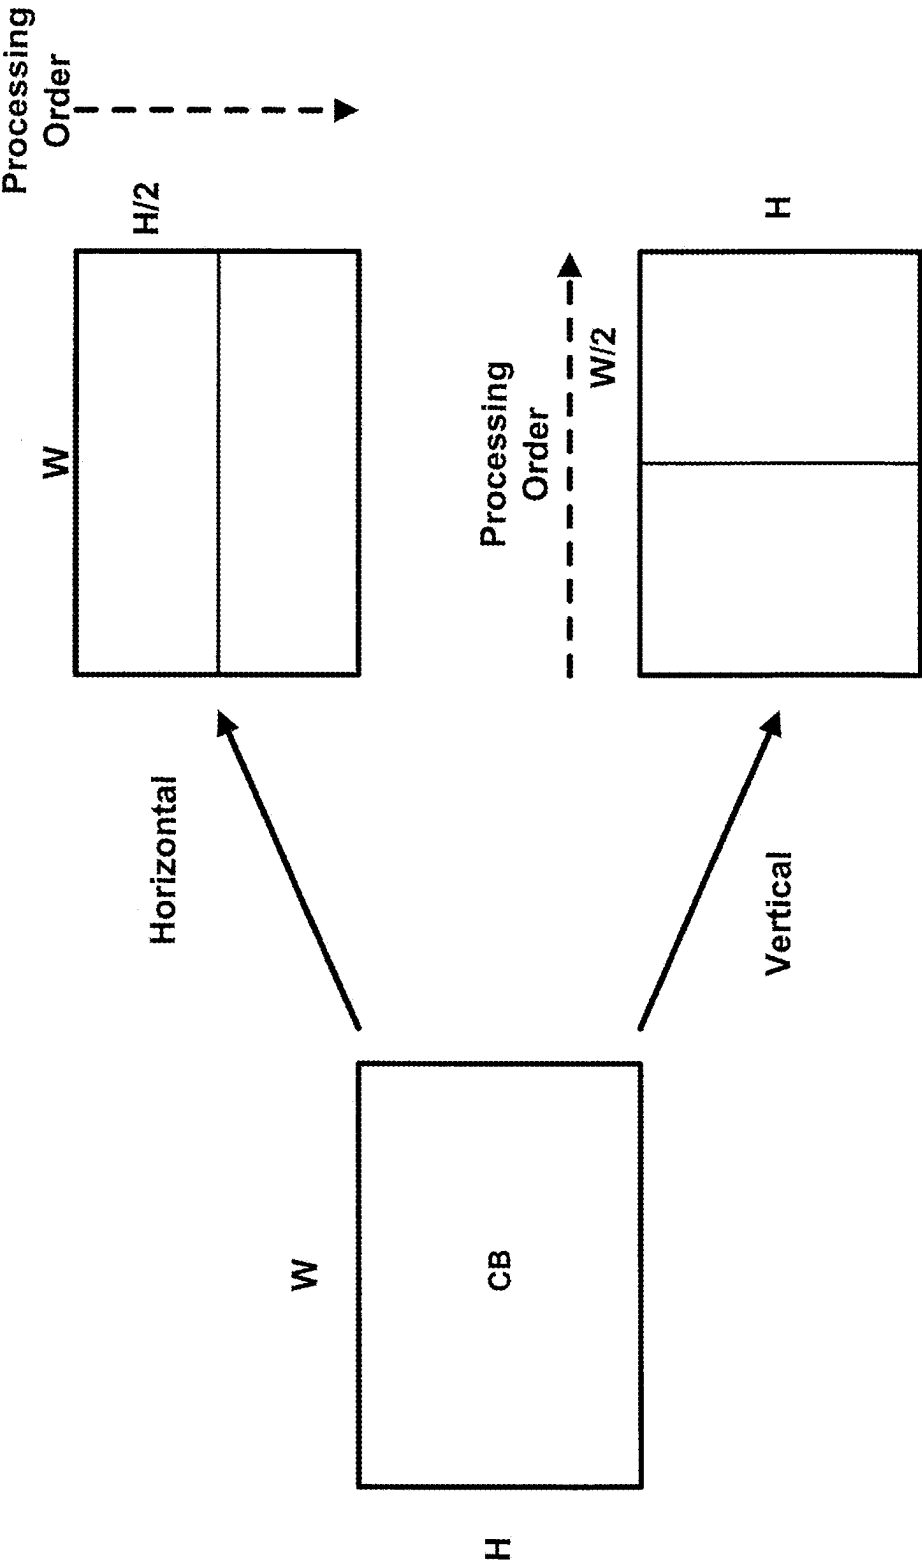 Processing
Order
W
H/2
Horizontal
W
H
CB
Processing
Order
W/2
Vertical
H